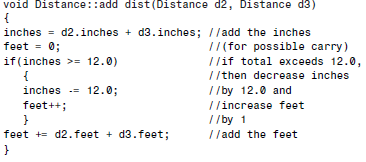 void Distance::add dist(Distance d2, Distance d3)
{
inches = d2.inches + d3.inches; //add the inches
feet = 0; //(for possible carry)
if(inches >= 12.0) //if total exceeds 12.0,
{ //then decrease inches
inches -= 12.0; //by 12.0 and
feet++; //increase feet
} //by 1
feet += d2.feet + d3.feet; //add the feet
}